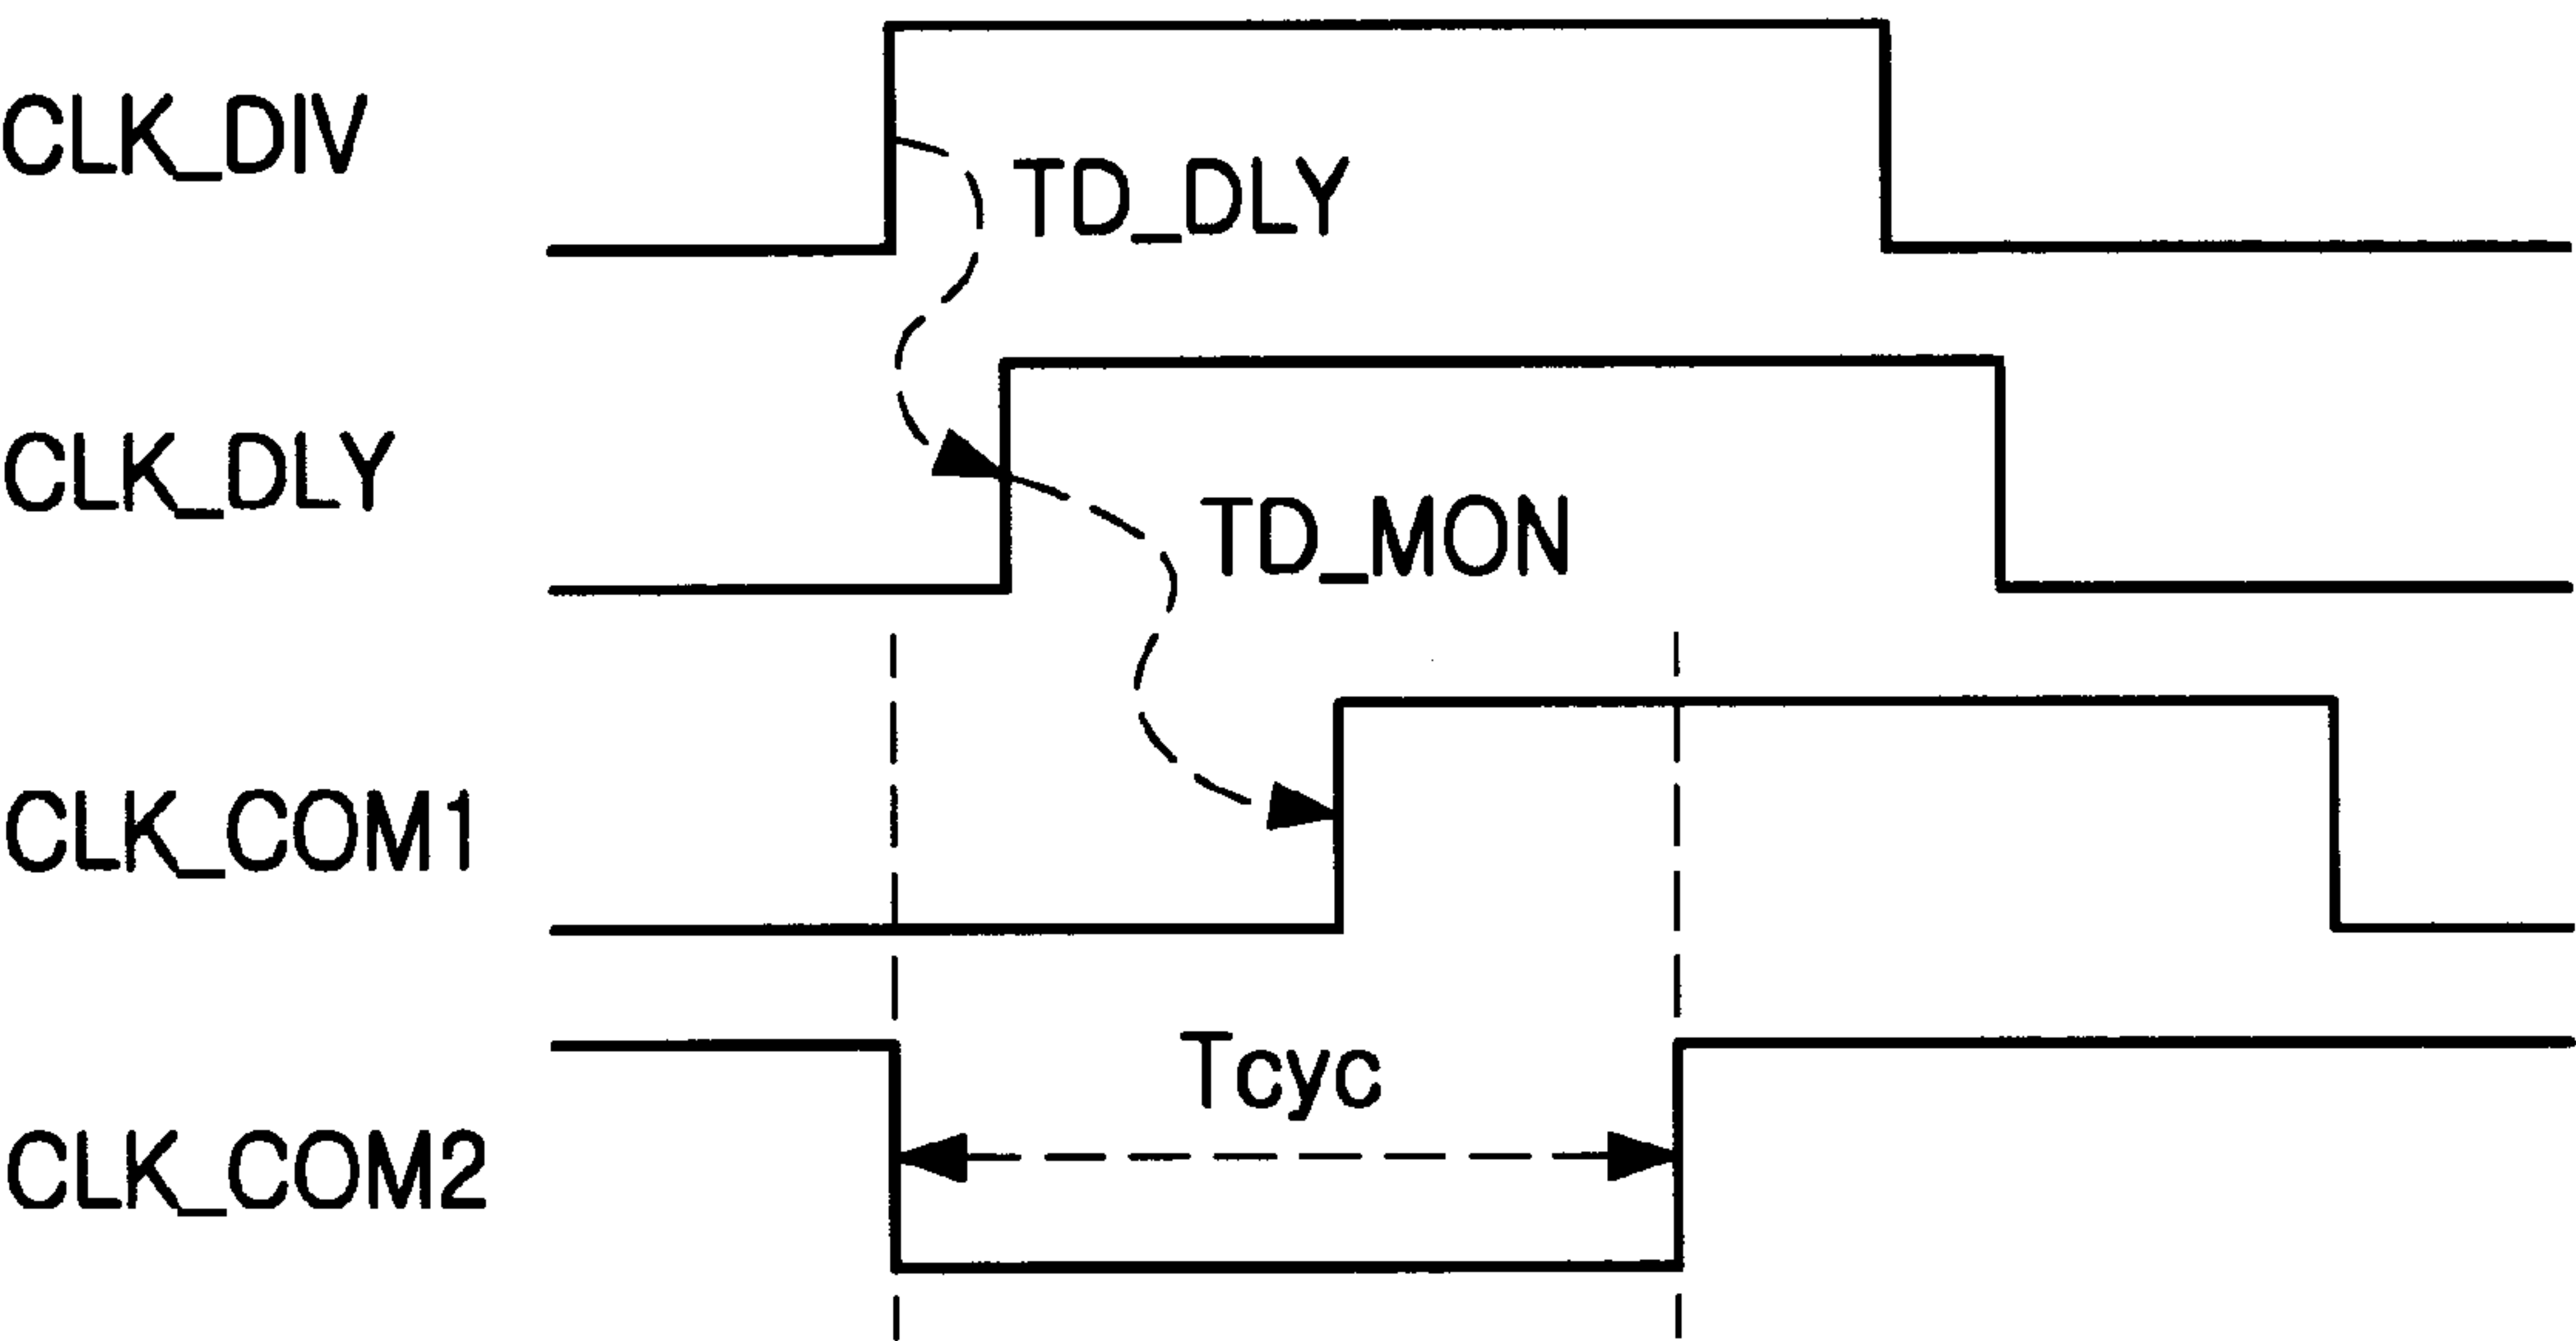 CLK_DIV
TD_DLY
CLK_DLY
TD_MON
CLK_COM1
Tcyc
CLK_COM2